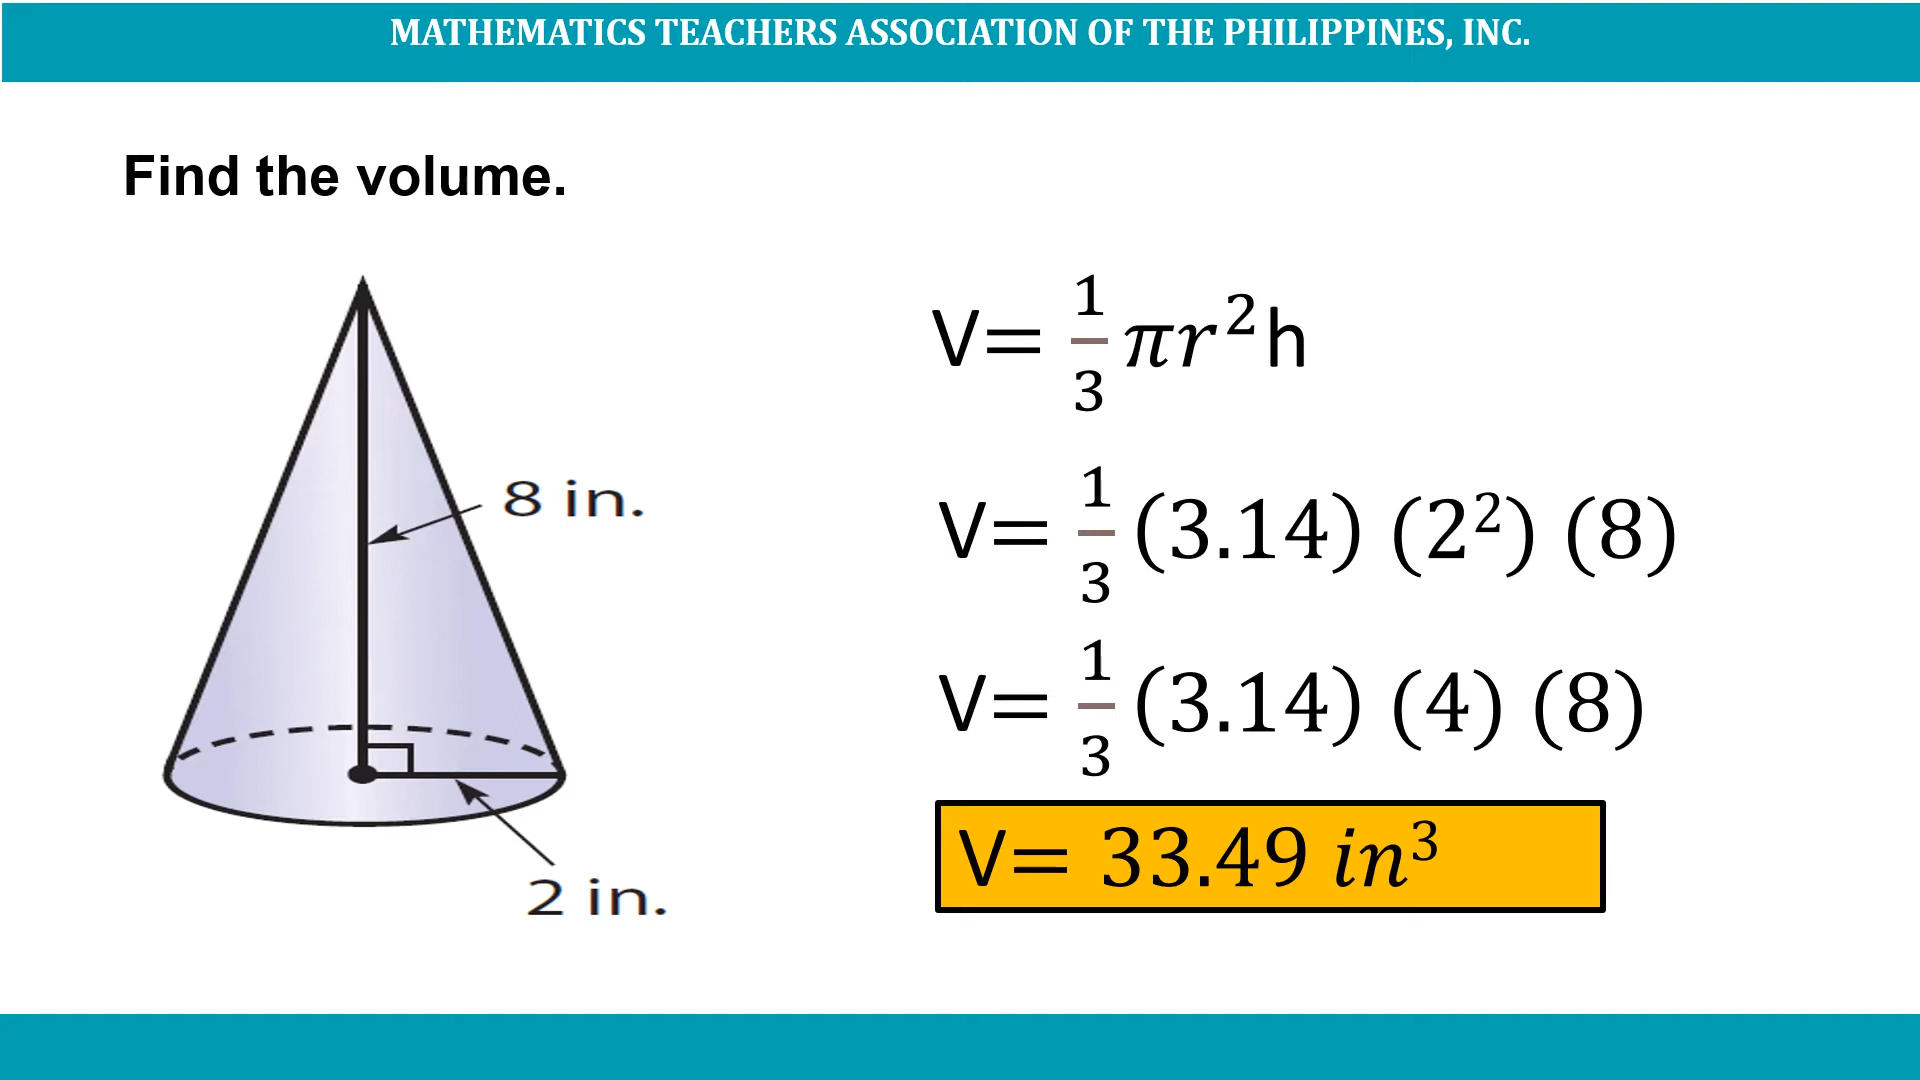 MATHEMATICS TEACHERS ASSOCIATION OF THE PHILIPPINES, INC.
Find the volume.
8 in.
2 in.
V= 1/3 πr²h
V= 1/3 (3.14) (2²) (8)
V= 1/3 (3.14) (4) (8)
V= 33.49 in³